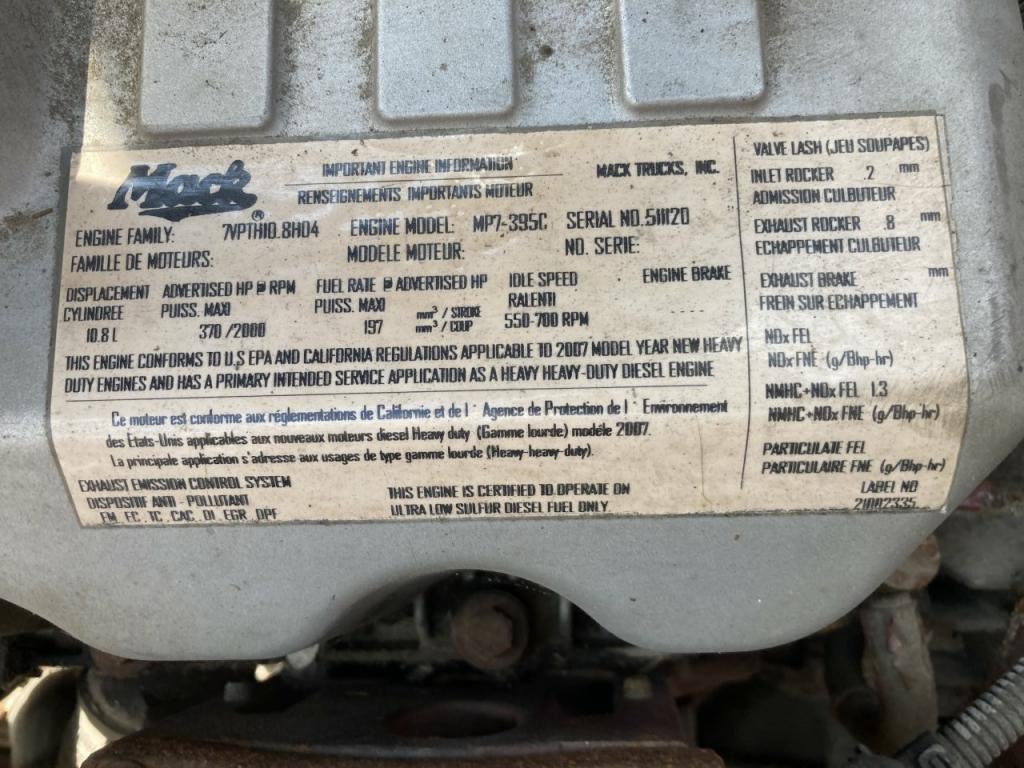 Mack ®
IMPORTANT ENGINE INFORMATION
RENSEIGNEMENTS IMPORTANTS MOTEUR
MACK TRUCKS, INC.
ENGINE FAMILY: 7VPTH10.8H04 ENGINE MODEL: MP7-395C SERIAL NO. 511120
FAMILLE DE MOTEURS: MODELE MOTEUR: NO. SERIE:
DISPLACEMENT ADVERTISED HP @ RPM FUEL RATE @ ADVERTISED HP IDLE SPEED ENGINE BRAKE
CYLINDREE PUISS. MAXI PUISS. MAXI mm³ / STROKE RALENTI
10.8 L 370 /2000 197 mm³ / COUP 550-700 RPM ----
THIS ENGINE CONFORMS TO U.S EPA AND CALIFORNIA REGULATIONS APPLICABLE TO 2007 MODEL YEAR NEW HEAVY
DUTY ENGINES AND HAS A PRIMARY INTENDED SERVICE APPLICATION AS A HEAVY HEAVY-DUTY DIESEL ENGINE
Ce moteur est conforme aux réglementations de Californie et de l ' Agence de Protection de l ' Environnement
des États-Unis applicables aux nouveaux moteurs diesel Heavy duty (Gamme lourde) modéle 2007.
La principale application s'adresse aux usages de type gamme lourde (Heavy-heavy-duty).
EXHAUST EMISSION CONTROL SYSTEM
DISPOSITIF ANTI - POLLUTANT
EM, EC, TC, CAC, DI, EGR, DPF
THIS ENGINE IS CERTIFIED TO OPERATE ON
ULTRA LOW SULFUR DIESEL FUEL ONLY
VALVE LASH (JEU SOUPAPES)
INLET ROCKER .2 mm
ADMISSION CULBUTEUR
EXHAUST ROCKER .8 mm
ECHAPPEMENT CULBUTEUR
EXHAUST BRAKE mm
FREIN SUR ECHAPPEMENT
NOx FEL
NOx FNE (g/Bhp-hr)
NMHC+NOx FEL 1.3
NMHC+NOx FNE (g/Bhp-hr)
PARTICULATE FEL
PARTICULAIRE FNE (g/Bhp-hr)
LABEL NO
21002335